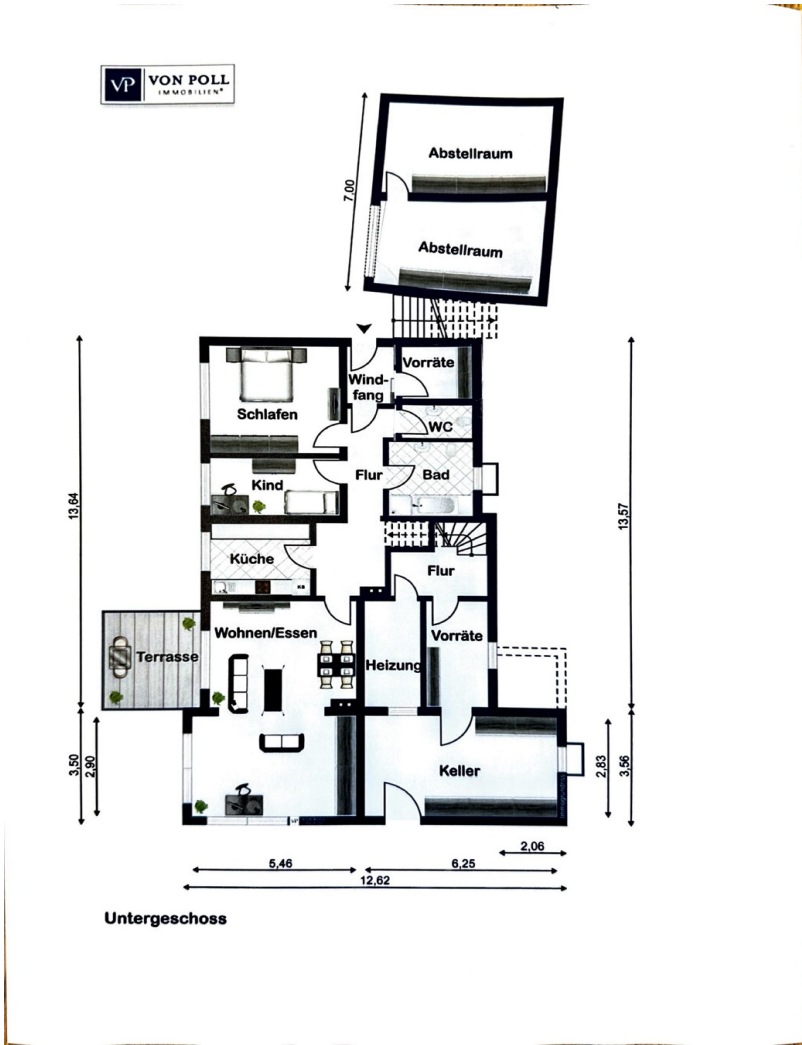 VP VON POLL
IMMOBILIEN®
Abstellraum
7,00
Abstellraum
Vorräte
Wind-
fang
Schlafen
WC
Kind
Flur
Bad
13,64
13,57
Küche
Flur
Wohnen/Essen
Vorräte
Terrasse
Heizung
3,50
2,90
Keller
2,83
3,56
VP
2,06
5,46
6,25
12,62
Untergeschoss